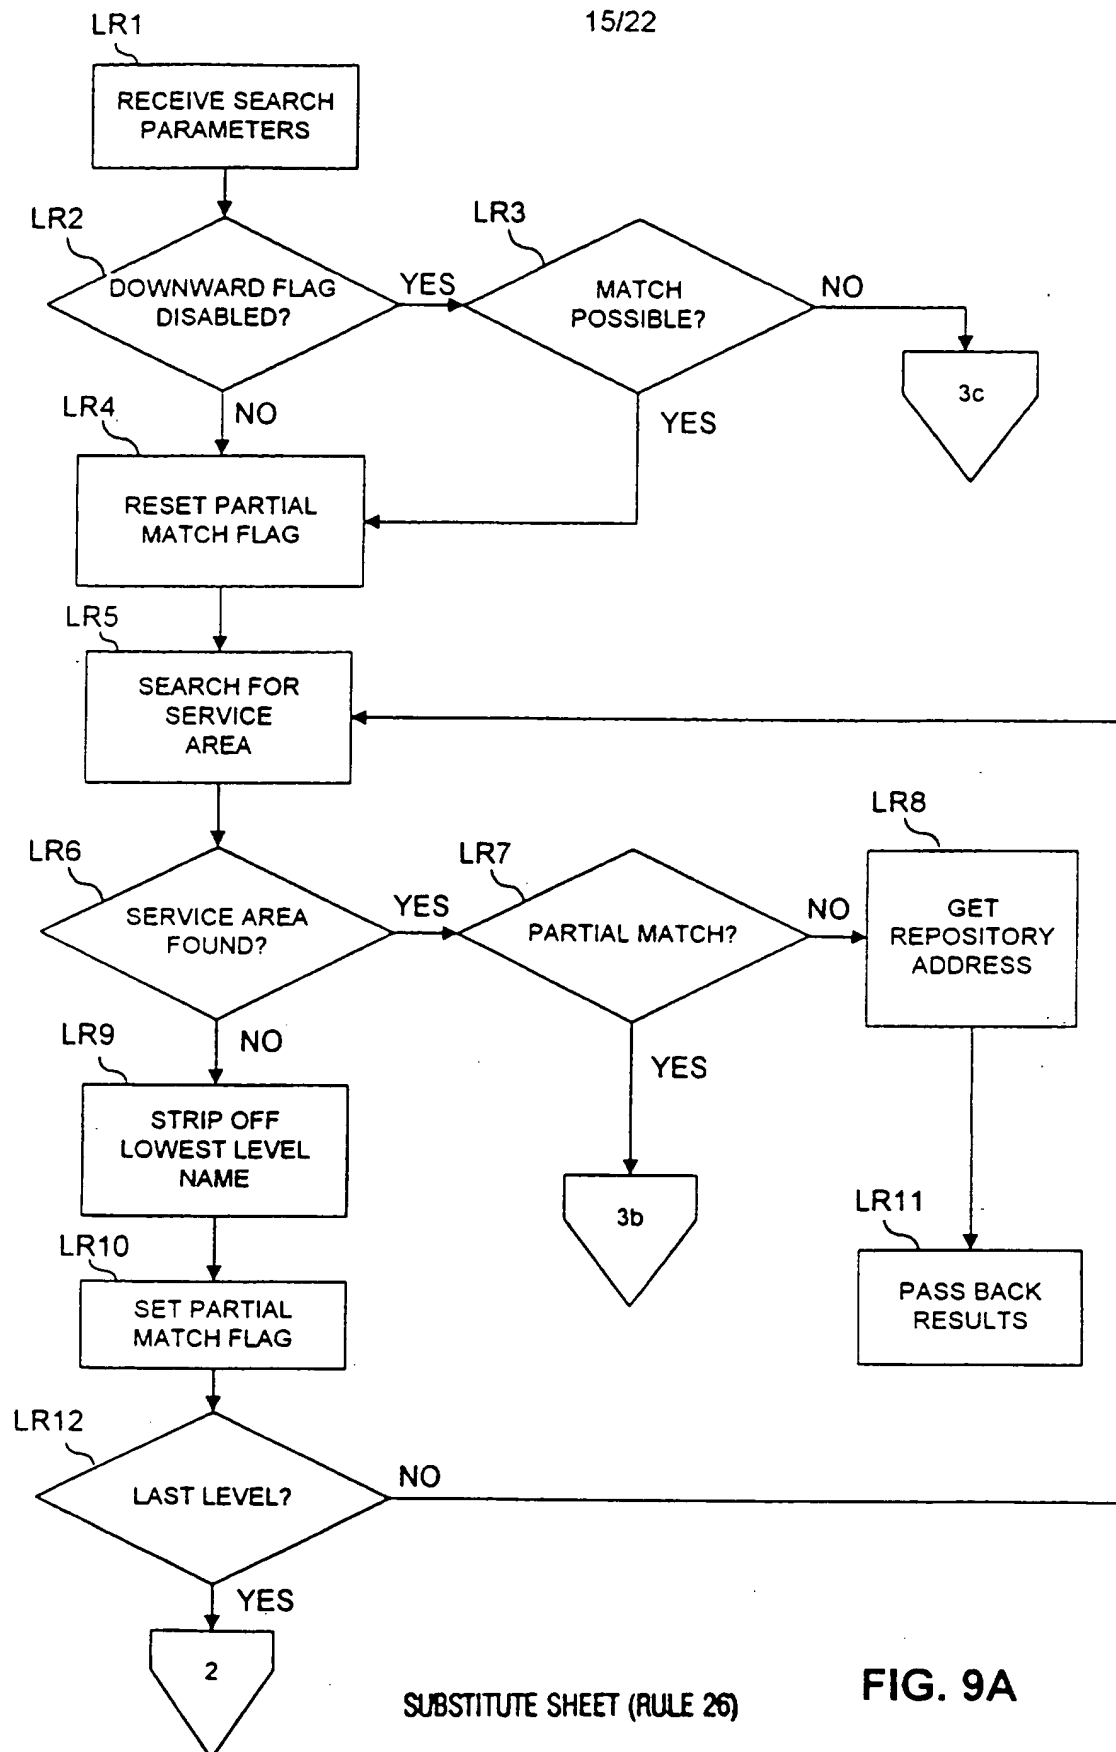 15/22
LR1
RECEIVE SEARCH
PARAMETERS
LR2
DOWNWARD FLAG
DISABLED?
YES
NO
LR3
MATCH
POSSIBLE?
NO
YES
3c
LR4
RESET PARTIAL
MATCH FLAG
LR5
SEARCH FOR
SERVICE
AREA
LR6
SERVICE AREA
FOUND?
YES
NO
LR7
PARTIAL MATCH?
NO
YES
LR8
GET
REPOSITORY
ADDRESS
3b
LR9
STRIP OFF
LOWEST LEVEL
NAME
LR11
PASS BACK
RESULTS
LR10
SET PARTIAL
MATCH FLAG
LR12
LAST LEVEL?
NO
YES
2
SUBSTITUTE SHEET (RULE 26)
FIG. 9A